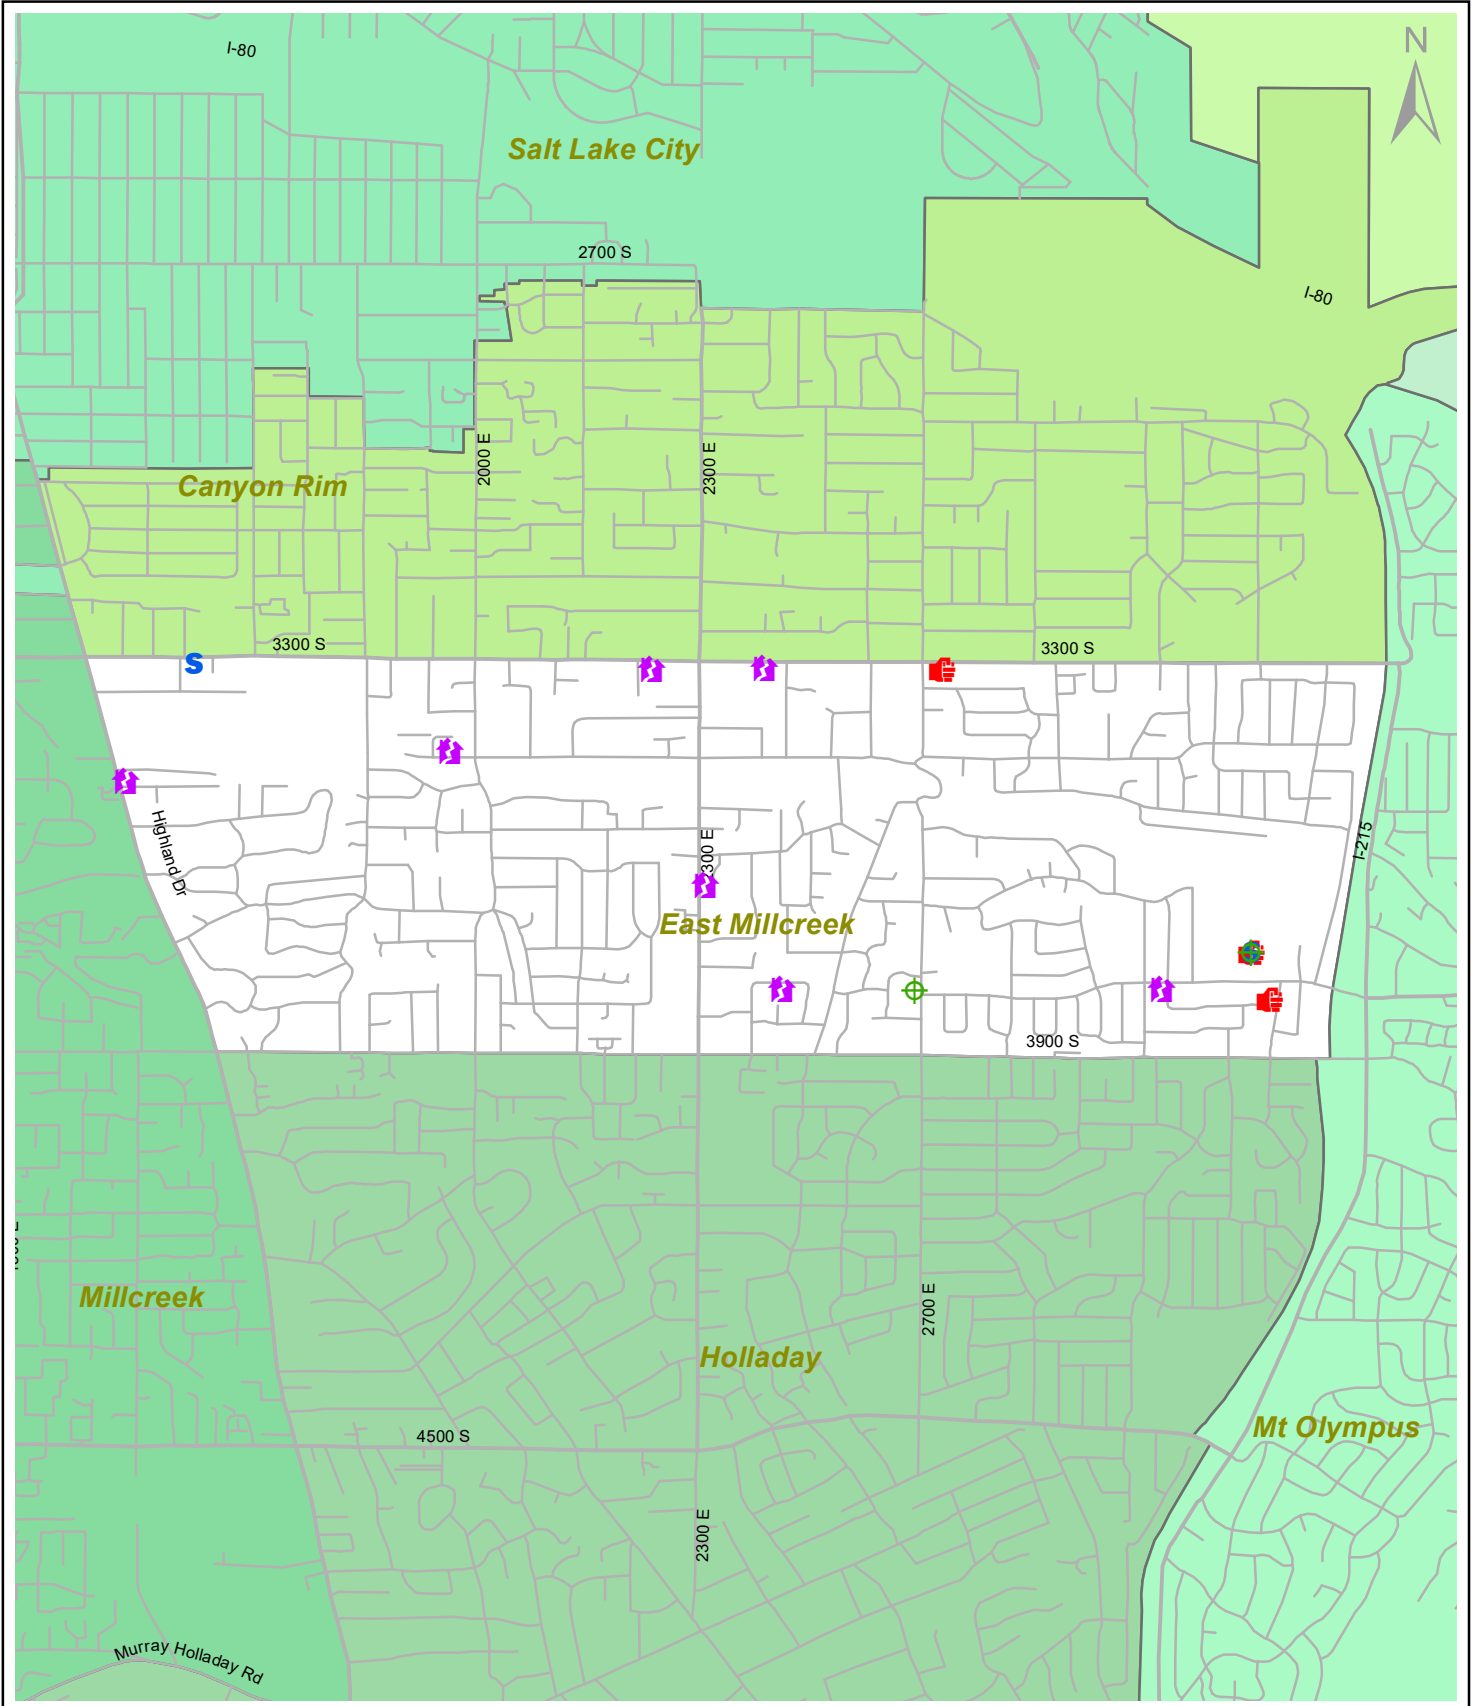 I-80
N
Salt Lake City
2700 S
I-80
2000 E
2300 E
Canyon Rim
3300 S
3300 S
S
Highland Dr
2300 E
I-215
East Millcreek
3900 S
Millcreek
2700 E
Holladay
Mt Olympus
4500 S
2300 E
Murray Holladay Rd